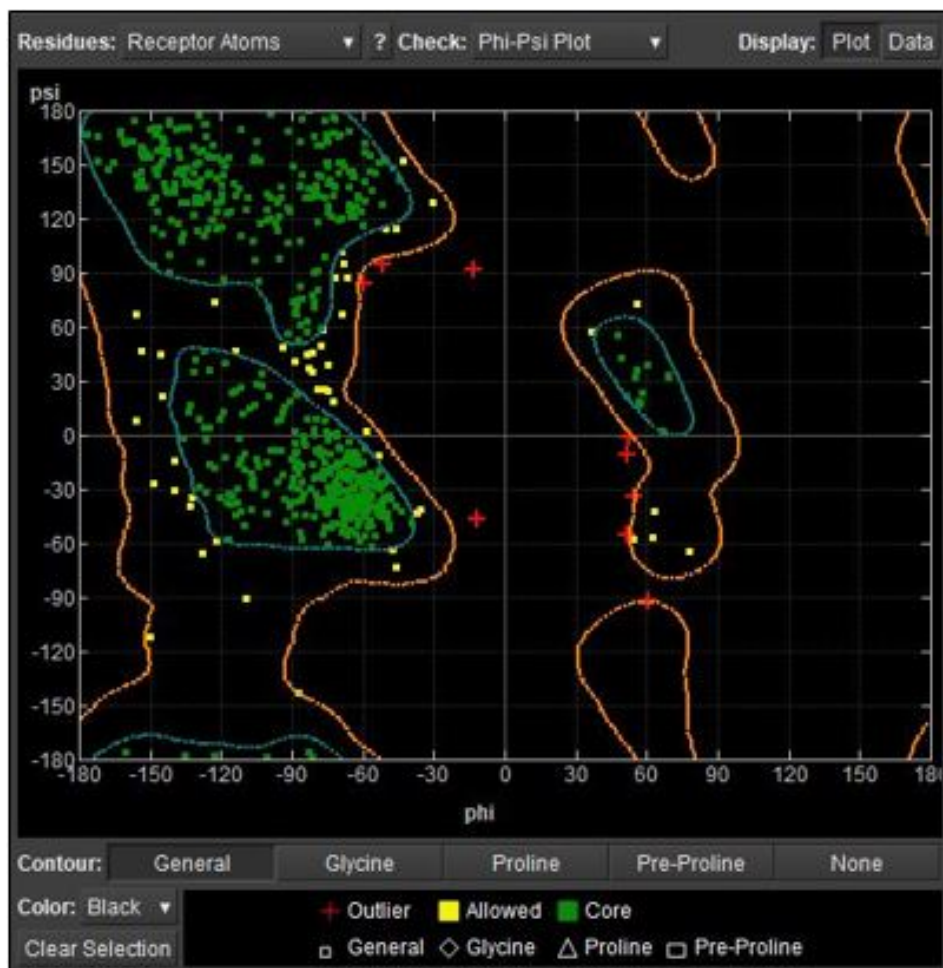 Residues: Receptor Atoms ▼ ? Check: Phi-Psi Plot ▼ Display: Plot Data
psi
180
150
120
90
60
30
0
-30
-60
-90
-120
-150
-180
-180 -150 -120 -90 -60 -30 0 30 60 90 120 150 180
phi
Contour: General Glycine Proline Pre-Proline None
Color: Black ▼ + Outlier Allowed Core
Clear Selection □ General ◇ Glycine △ Proline ▭ Pre-Proline